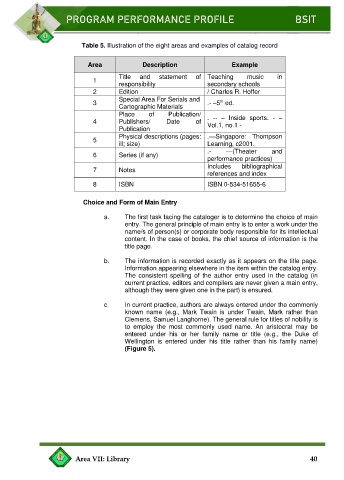 PROGRAM PERFORMANCE PROFILE BSIT
Table 5. Illustration of the eight areas and examples of catalog record
Area Description Example
1 Title and statement of responsibility Teaching music in secondary schools
2 Edition / Charles R. Hoffer
3 Special Area For Serials and Cartographic Materials .- –5th ed.
4 Place of Publication/ Publishers/ Date of Publication . -- – Inside sports. - – Vol.1, no.1 -
5 Physical descriptions (pages: ill; size) .—Singapore: Thompson Learning, c2001.
6 Series (if any) .- —(Theater and performance practices)
7 Notes Includes bibliographical references and index
8 ISBN ISBN 0-534-51655-6
Choice and Form of Main Entry
a. The first task facing the cataloger is to determine the choice of main
entry. The general principle of main entry is to enter a work under the
name/s of person(s) or corporate body responsible for its intellectual
content. In the case of books, the chief source of information is the
title page.
b. The information is recorded exactly as it appears on the title page.
Information appearing elsewhere in the item within the catalog entry.
The consistent spelling of the author entry used in the catalog (in
current practice, editors and compilers are never given a main entry,
although they were given one in the part) is ensured.
c. In current practice, authors are always entered under the commonly
known name (e.g., Mark Twain is under Twain, Mark rather than
Clemens, Samuel Langhorne). The general rule for titles of nobility is
to employ the most commonly used name. An aristocrat may be
entered under his or her family name or title (e.g., the Duke of
Wellington is entered under his title rather than his family name)
(Figure 5).
Area VII: Library 40